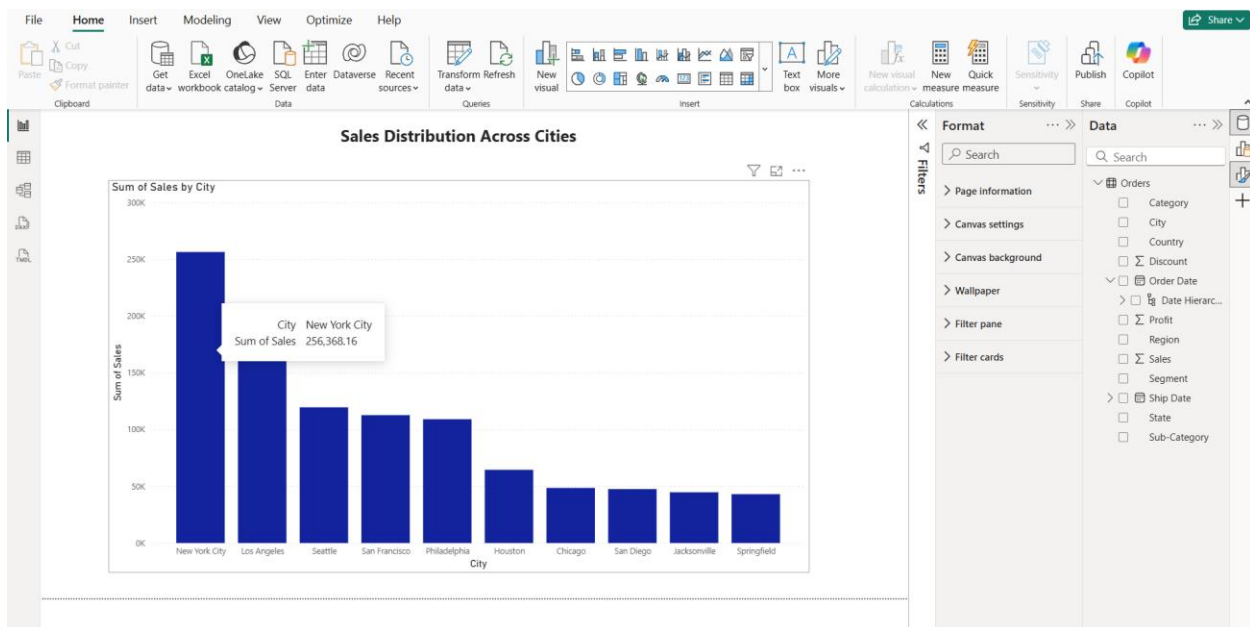 File Home Insert Modeling View Optimize Help
Share
Paste
Cut
Copy
Format painter
Clipboard
Get data
Excel workbook
OneLake catalog
SQL Server
Enter data
Dataverse
Recent sources
Data
Transform data
Refresh
Queries
New visual
A
Text box
More visuals
Insert
New visual calculation
New measure
Quick measure
Calculations
Sensitivity
Sensitivity
Publish
Share
Copilot
Copilot
Sales Distribution Across Cities
Sum of Sales by City
300K
250K
200K
150K
100K
50K
0K
Sum of Sales
City New York City
Sum of Sales 256,368.16
New York City Los Angeles Seattle San Francisco Philadelphia Houston Chicago San Diego Jacksonville Springfield
City
Filters
Format
Search
Page information
Canvas settings
Canvas background
Wallpaper
Filter pane
Filter cards
Data
Search
Orders
Category
City
Country
Discount
Order Date
Date Hierarc...
Profit
Region
Sales
Segment
Ship Date
State
Sub-Category